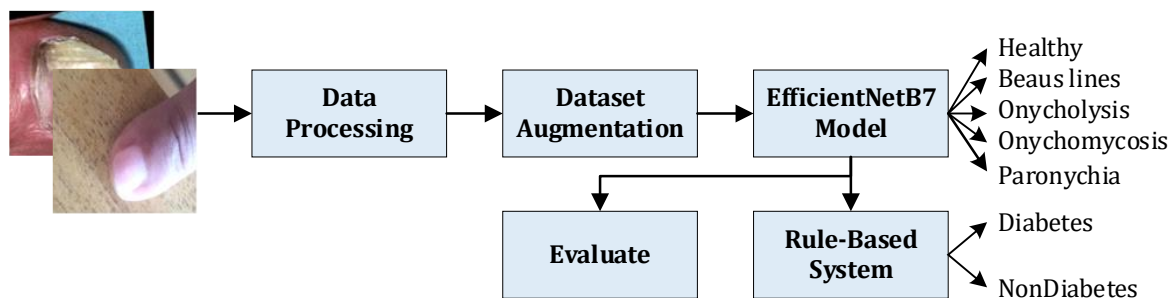 Data
Processing
Dataset
Augmentation
EfficientNetB7
Model
Healthy
Beaus lines
Onycholysis
Onychomycosis
Paronychia
Evaluate
Rule-Based
System
Diabetes
NonDiabetes